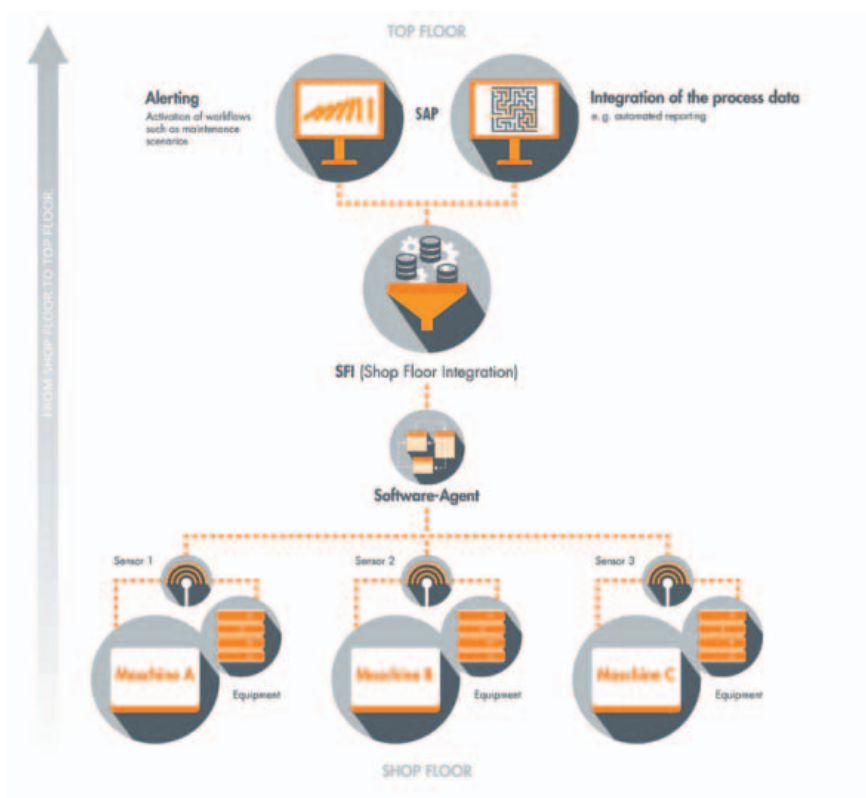 TOP FLOOR
Alerting
Activation of workflows
such as maintenance
scenarios
SAP
Integration of the process data
e. g. automated reporting
FROM SHOP FLOOR TO TOP FLOOR
SFI (Shop Floor Integration)
Software-Agent
Sensor 1
Sensor 2
Sensor 3
Maschine A
Maschine B
Maschine C
Equipment
Equipment
Equipment
SHOP FLOOR